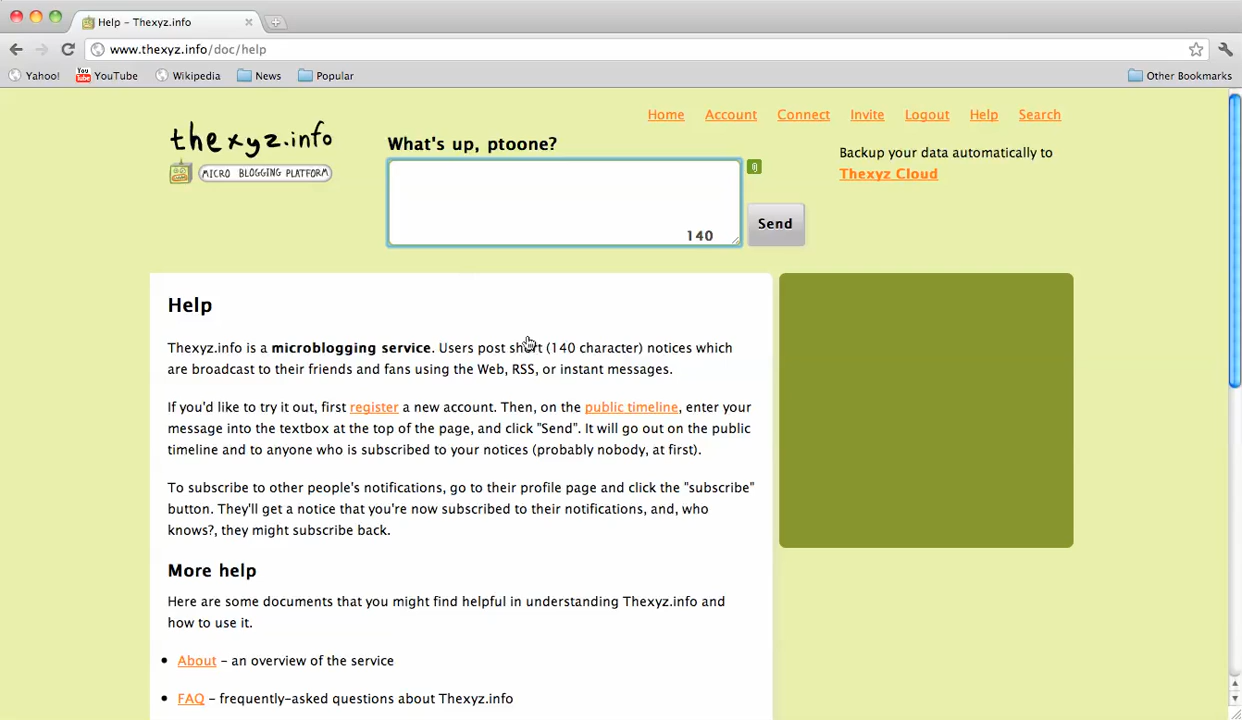 Help – Thexyz.info
www.thexyz.info/doc/help
Yahoo! YouTube Wikipedia News Popular Other Bookmarks
Home Account Connect Invite Logout Help Search
thexyz.info
MICRO BLOGGING PLATFORM
What's up, ptoone?
140
Send
Backup your data automatically to
Thexyz Cloud
Help
Thexyz.info is a microblogging service. Users post short (140 character) notices which
are broadcast to their friends and fans using the Web, RSS, or instant messages.
If you'd like to try it out, first register a new account. Then, on the public timeline, enter your
message into the textbox at the top of the page, and click "Send". It will go out on the public
timeline and to anyone who is subscribed to your notices (probably nobody, at first).
To subscribe to other people's notifications, go to their profile page and click the "subscribe"
button. They'll get a notice that you're now subscribed to their notifications, and, who
knows?, they might subscribe back.
More help
Here are some documents that you might find helpful in understanding Thexyz.info and
how to use it.
• About – an overview of the service
• FAQ – frequently-asked questions about Thexyz.info